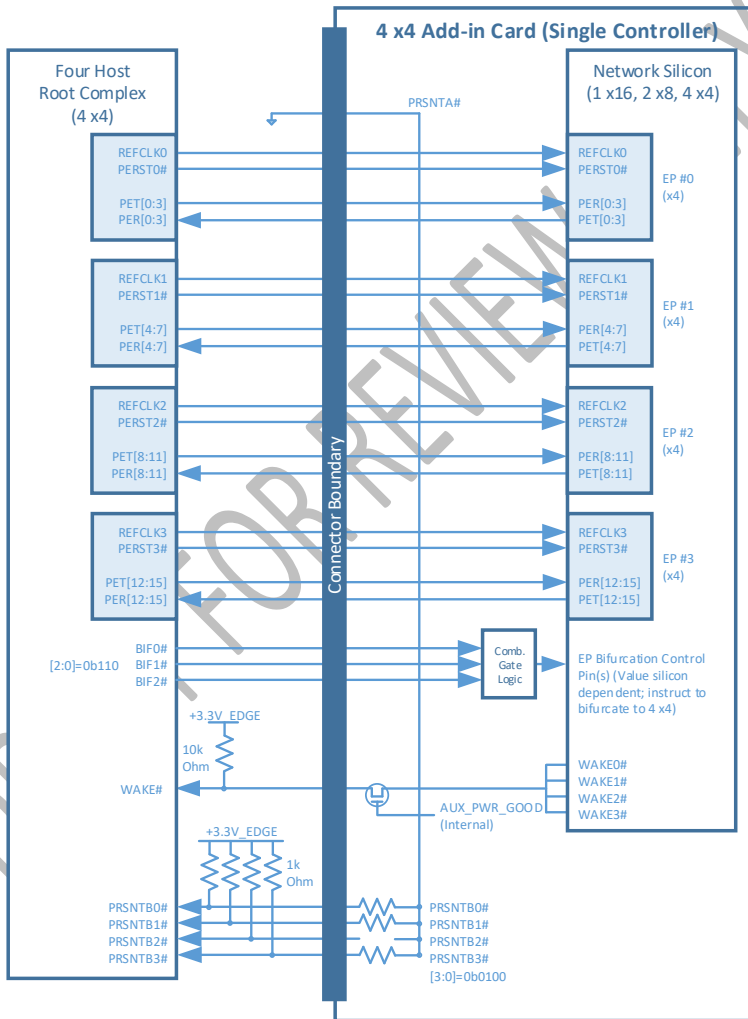 4 x4 Add-in Card (Single Controller)
Four Host
Root Complex
(4 x4)
Network Silicon
(1 x16, 2 x8, 4 x4)
PRSNTA#
REFCLK0
PERST0#
PET[0:3]
PER[0:3]
REFCLK0
PERST0#
PER[0:3]
PET[0:3]
EP #0
(x4)
REFCLK1
PERST1#
PET[4:7]
PER[4:7]
REFCLK1
PERST1#
PER[4:7]
PET[4:7]
EP #1
(x4)
REFCLK2
PERST2#
PET[8:11]
PER[8:11]
REFCLK2
PERST2#
PER[8:11]
PET[8:11]
EP #2
(x4)
REFCLK3
PERST3#
PET[12:15]
PER[12:15]
REFCLK3
PERST3#
PER[12:15]
PET[12:15]
EP #3
(x4)
Connector Boundary
FOR REVIEW
[2:0]=0b110
BIF0#
BIF1#
BIF2#
Comb.
Gate
Logic
EP Bifurcation Control
Pin(s) (Value silicon
dependent; instruct to
bifurcate to 4 x4)
+3.3V_EDGE
10k
Ohm
WAKE#
AUX_PWR_GOOD
(Internal)
WAKE0#
WAKE1#
WAKE2#
WAKE3#
+3.3V_EDGE
1k
Ohm
PRSNTB0#
PRSNTB1#
PRSNTB2#
PRSNTB3#
PRSNTB0#
PRSNTB1#
PRSNTB2#
PRSNTB3#
[3:0]=0b0100